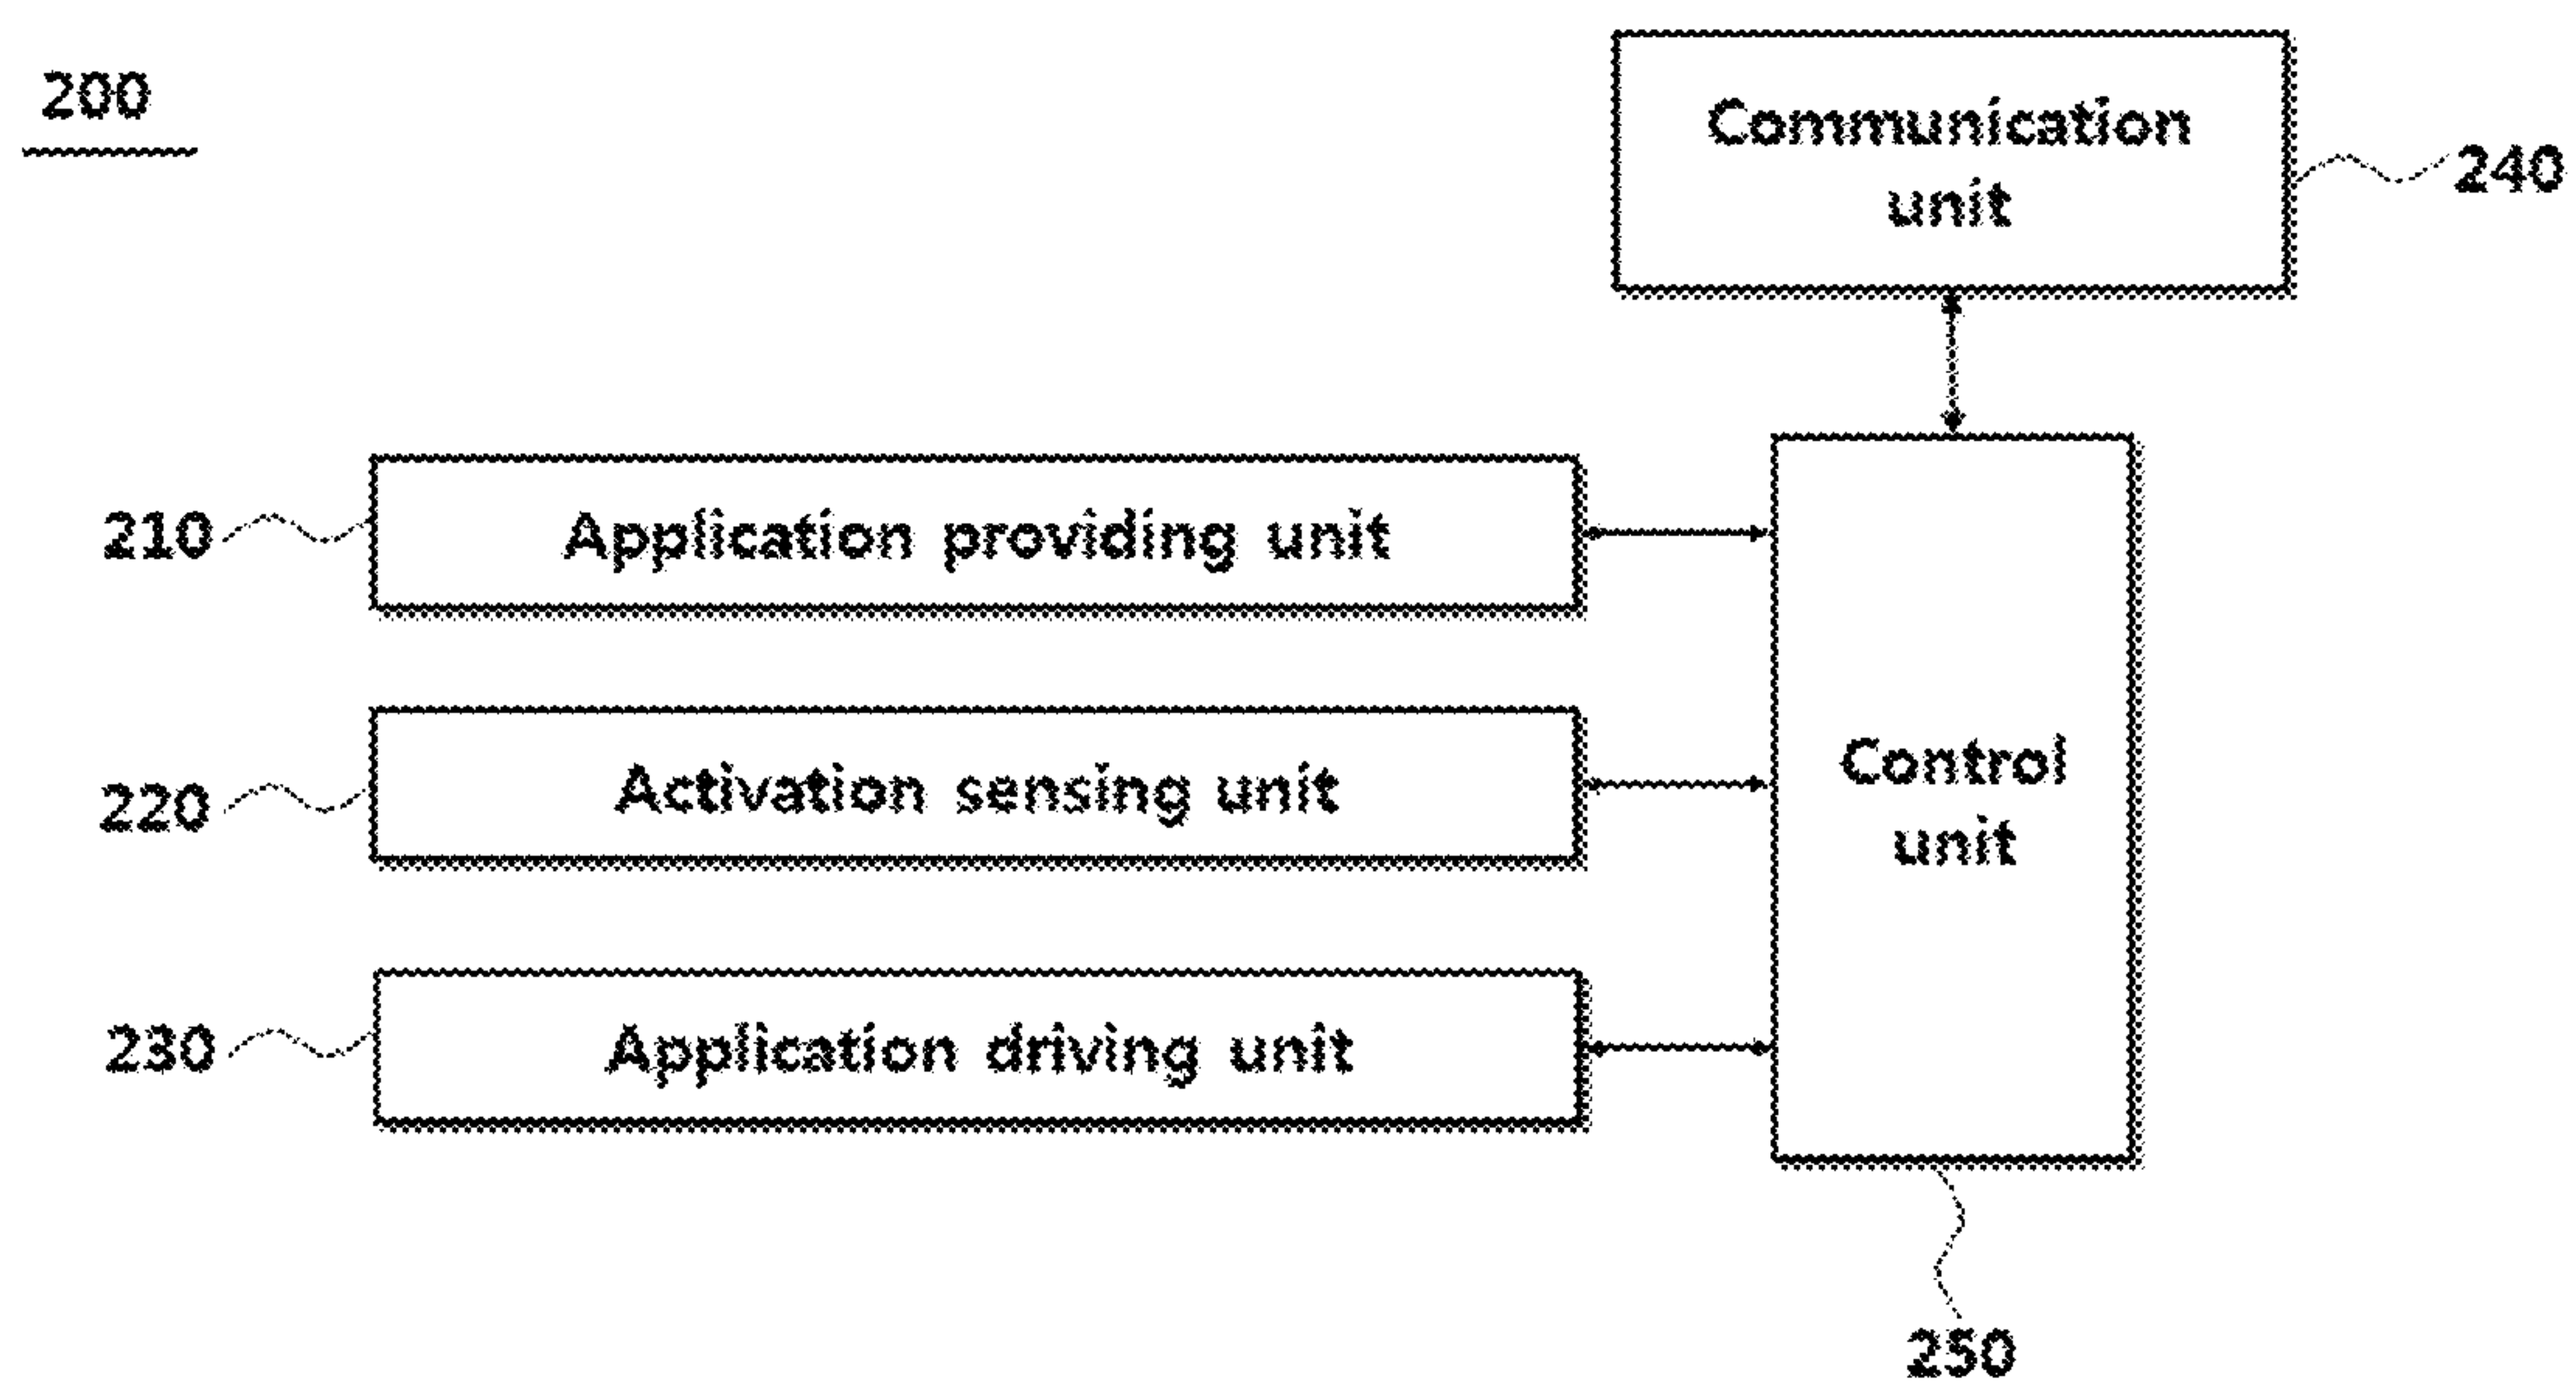 200
Communication
unit
240
210
Application providing unit
220
Activation sensing unit
Control
unit
230
Application driving unit
250